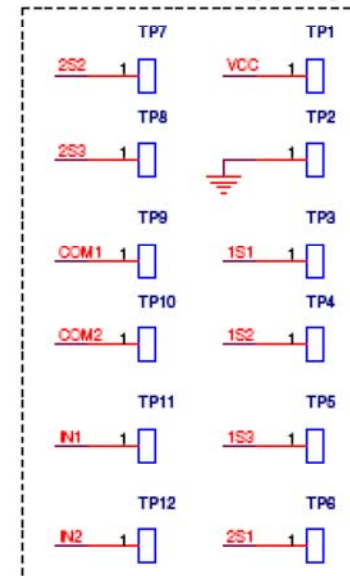 TP7 TP1
2S2 1 VCC 1
TP8 TP2
2S3 1 1
TP9 TP3
COM1 1 1S1 1
TP10 TP4
COM2 1 1S2 1
TP11 TP5
IN1 1 1S3 1
TP12 TP6
IN2 1 2S1 1